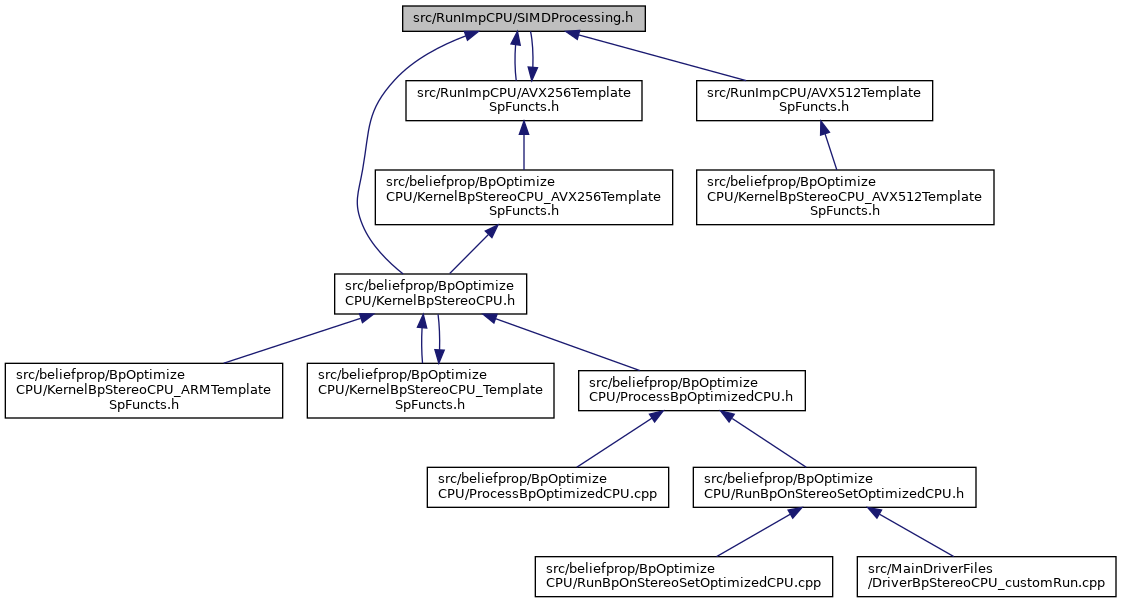 src/RunImpCPU/SIMDProcessing.h
src/RunImpCPU/AVX256Template
SpFuncts.h
src/RunImpCPU/AVX512Template
SpFuncts.h
src/beliefprop/BpOptimize
CPU/KernelBpStereoCPU_AVX256Template
SpFuncts.h
src/beliefprop/BpOptimize
CPU/KernelBpStereoCPU_AVX512Template
SpFuncts.h
src/beliefprop/BpOptimize
CPU/KernelBpStereoCPU.h
src/beliefprop/BpOptimize
CPU/KernelBpStereoCPU_ARMTemplate
SpFuncts.h
src/beliefprop/BpOptimize
CPU/KernelBpStereoCPU_Template
SpFuncts.h
src/beliefprop/BpOptimize
CPU/ProcessBpOptimizedCPU.h
src/beliefprop/BpOptimize
CPU/ProcessBpOptimizedCPU.cpp
src/beliefprop/BpOptimize
CPU/RunBpOnStereoSetOptimizedCPU.h
src/beliefprop/BpOptimize
CPU/RunBpOnStereoSetOptimizedCPU.cpp
src/MainDriverFiles
/DriverBpStereoCPU_customRun.cpp